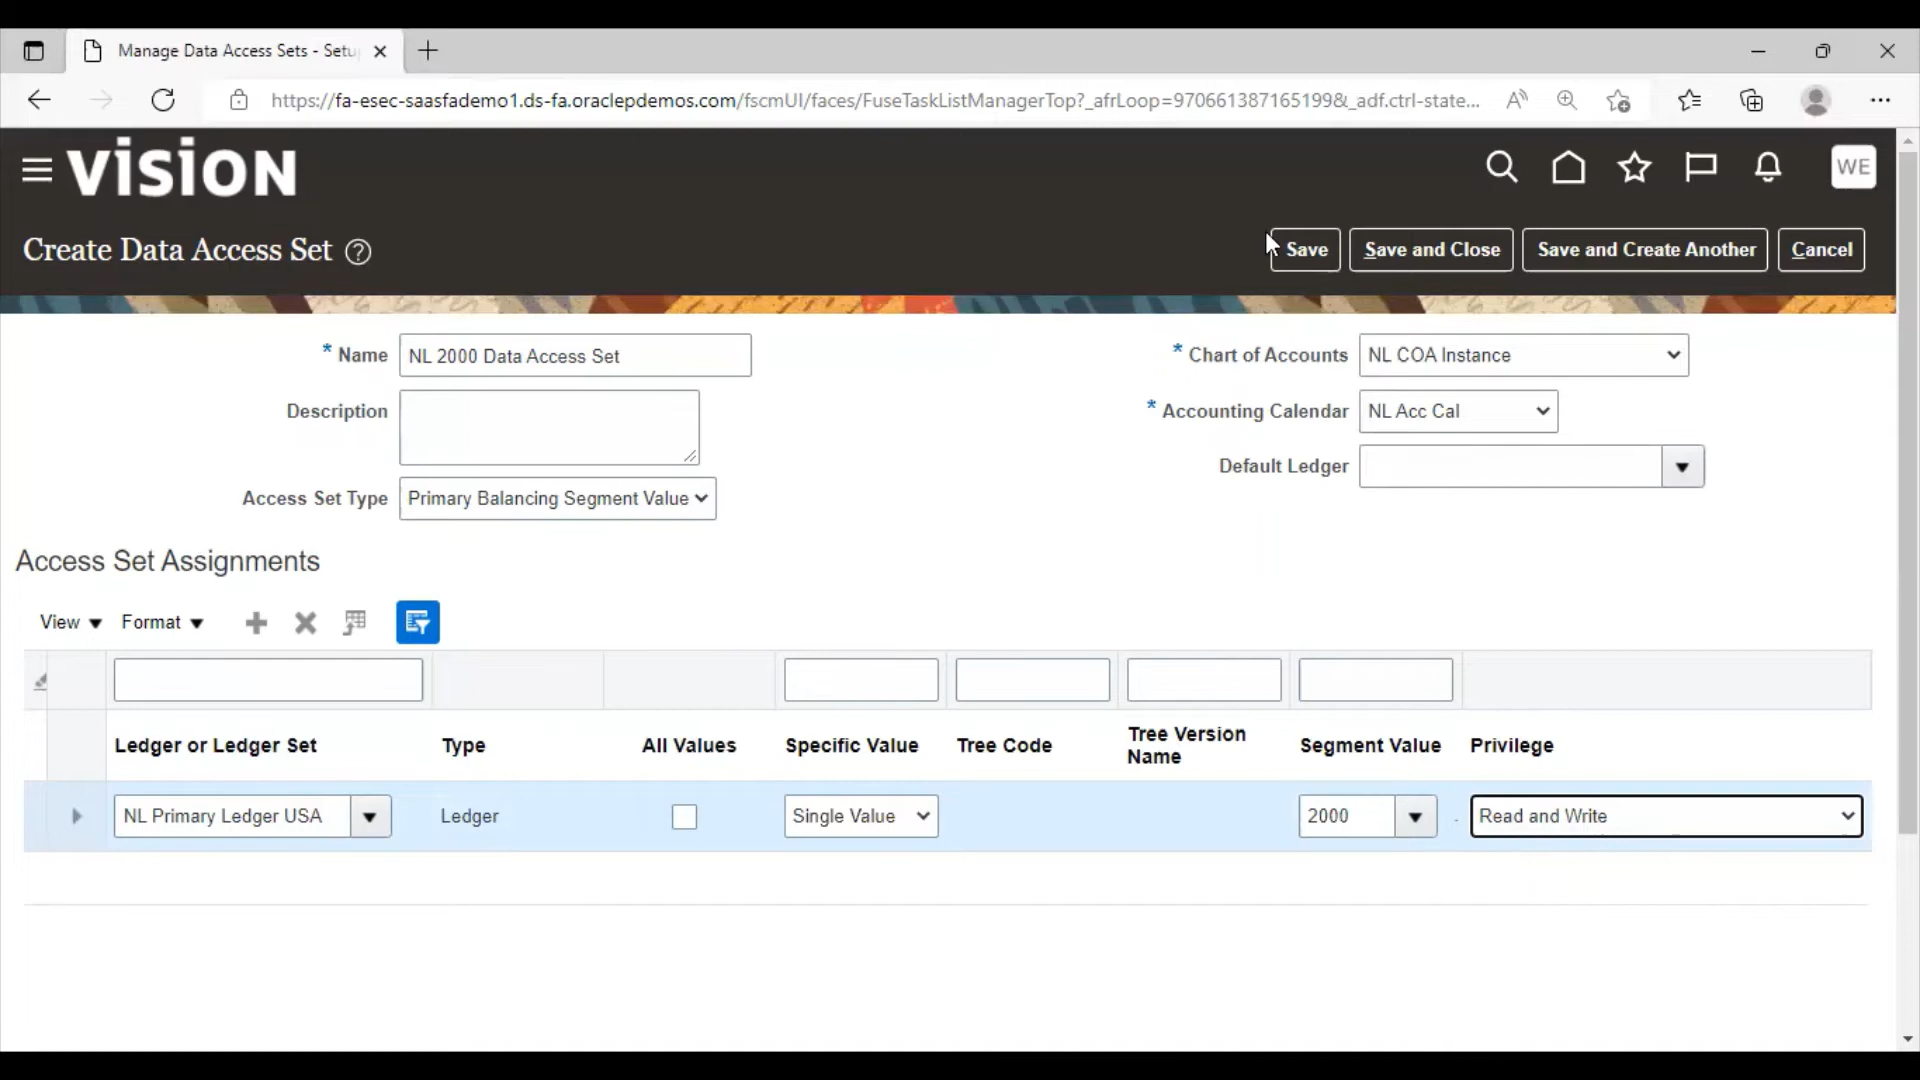 Manage Data Access Sets - Setu
https://fa-esec-saasfademo1.ds-fa.oraclepdemos.com/fscmUI/faces/FuseTaskListManagerTop?_afrLoop=970661387165199&_adf.ctrl-state...
VISION
WE
Create Data Access Set ?
Save
Save and Close
Save and Create Another
Cancel
* Name NL 2000 Data Access Set
* Chart of Accounts NL COA Instance
Description
* Accounting Calendar NL Acc Cal
Default Ledger
Access Set Type Primary Balancing Segment Value
Access Set Assignments
View Format
Ledger or Ledger Set Type All Values Specific Value Tree Code Tree Version Name Segment Value Privilege
NL Primary Ledger USA Ledger Single Value 2000 Read and Write